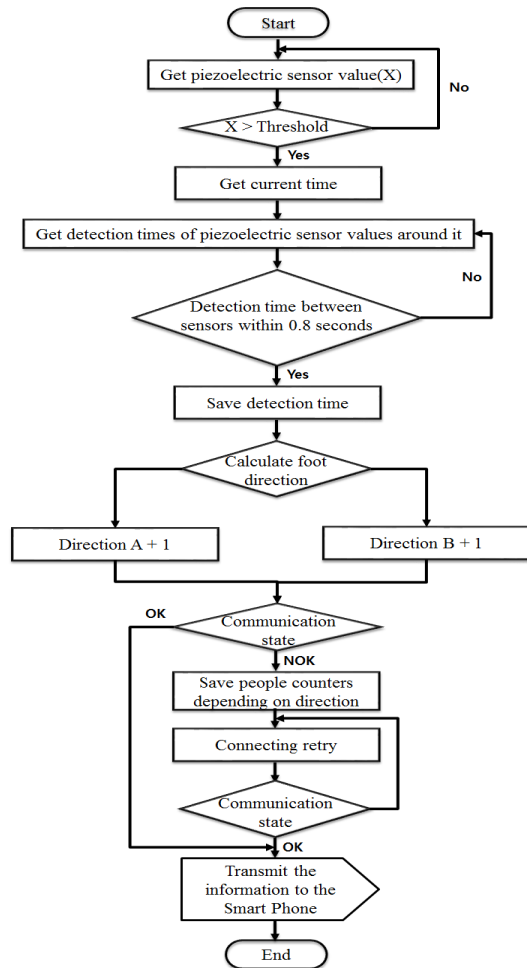 Start
Get piezoelectric sensor value(X)
No
X > Threshold
Yes
Get current time
Get detection times of piezoelectric sensor values around it
No
Detection time between
sensors within 0.8 seconds
Yes
Save detection time
Calculate foot
direction
Direction A + 1
Direction B + 1
OK
Communication
state
NOK
Save people counters
depending on direction
Connecting retry
Communication
state
OK
Transmit the
information to the
Smart Phone
End